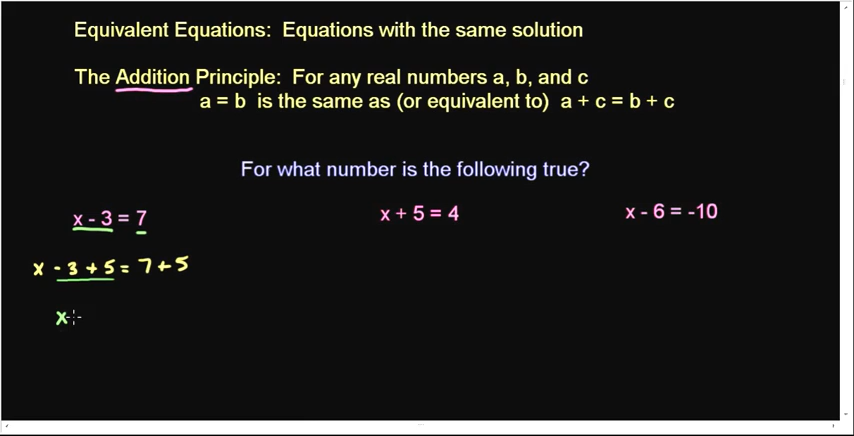 Equivalent Equations: Equations with the same solution
The Addition Principle: For any real numbers a, b, and c
a = b is the same as (or equivalent to) a + c = b + c
For what number is the following true?
x - 3 = 7
x + 5 = 4
x - 6 = -10
x - 3 + 5 = 7 + 5
x